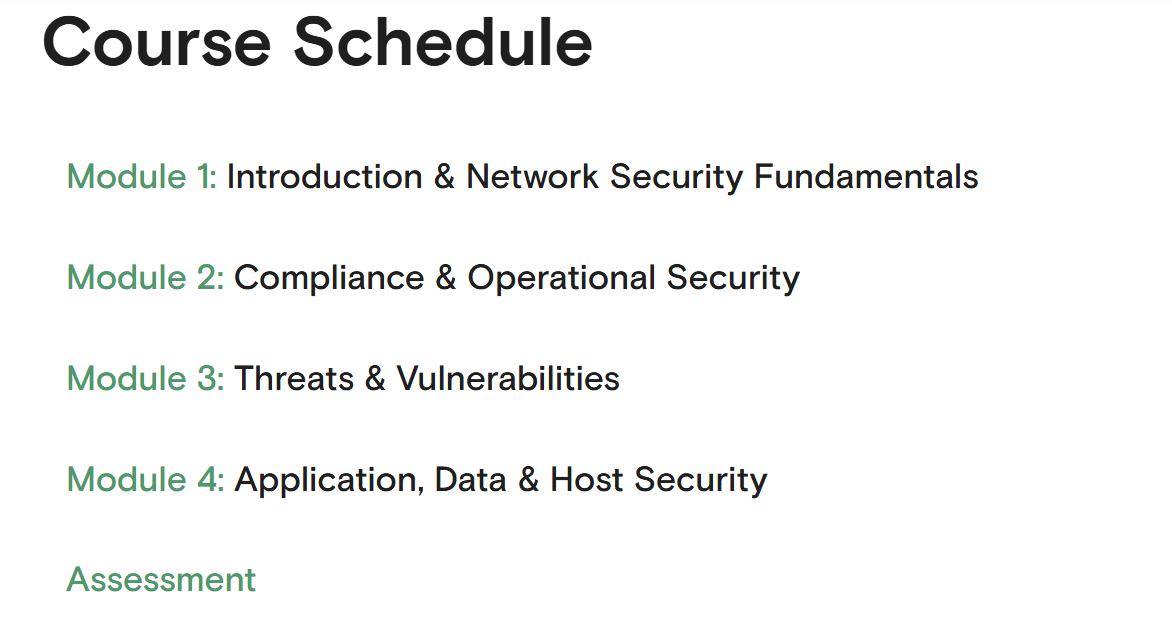 Course Schedule
Module 1: Introduction & Network Security Fundamentals
Module 2: Compliance & Operational Security
Module 3: Threats & Vulnerabilities
Module 4: Application, Data & Host Security
Assessment